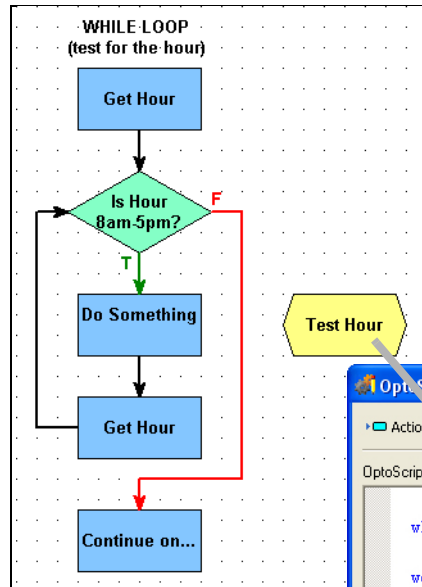 WHILE LOOP
(test for the hour)
Get Hour
Is Hour
8am-5pm?
F
T
Do Something
Test Hour
Get Hour
Continue on...